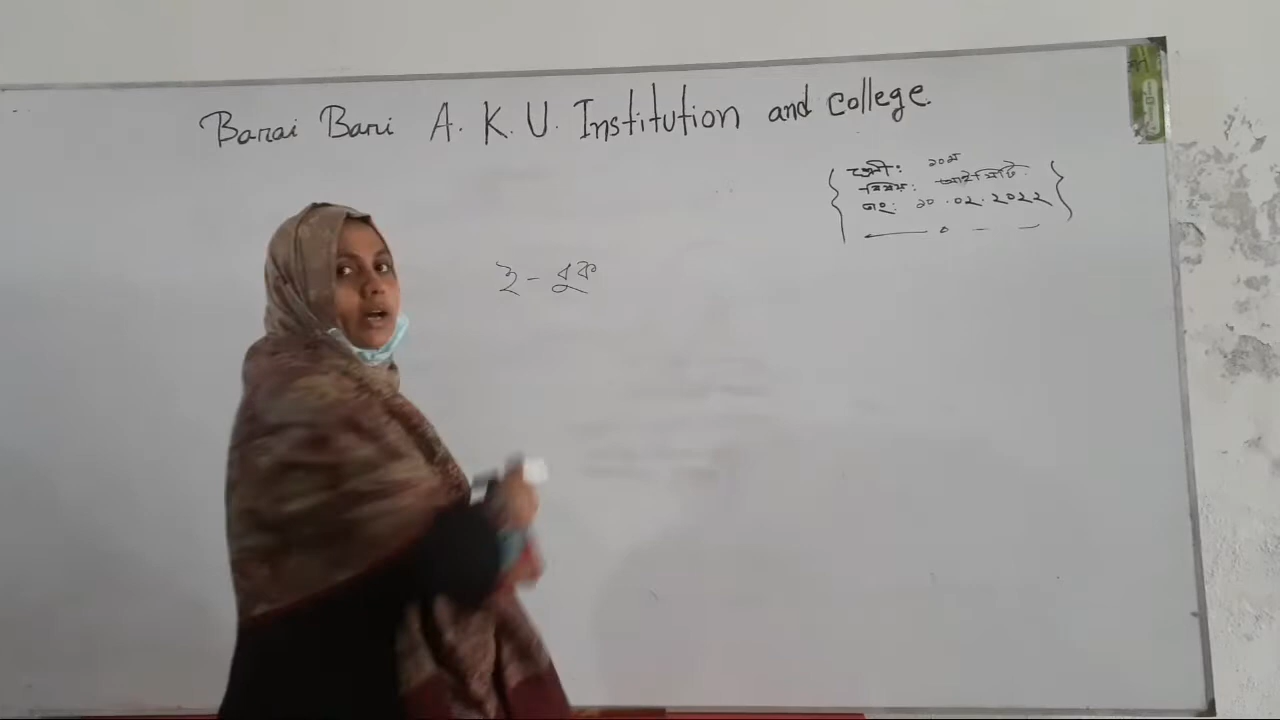 Barai Bari A. K. U. Institution and college.
শ্রেণী: ১০ম
বিষয়: আইসিটি
তাং: ১০.০২.২০২২
ই-বুক